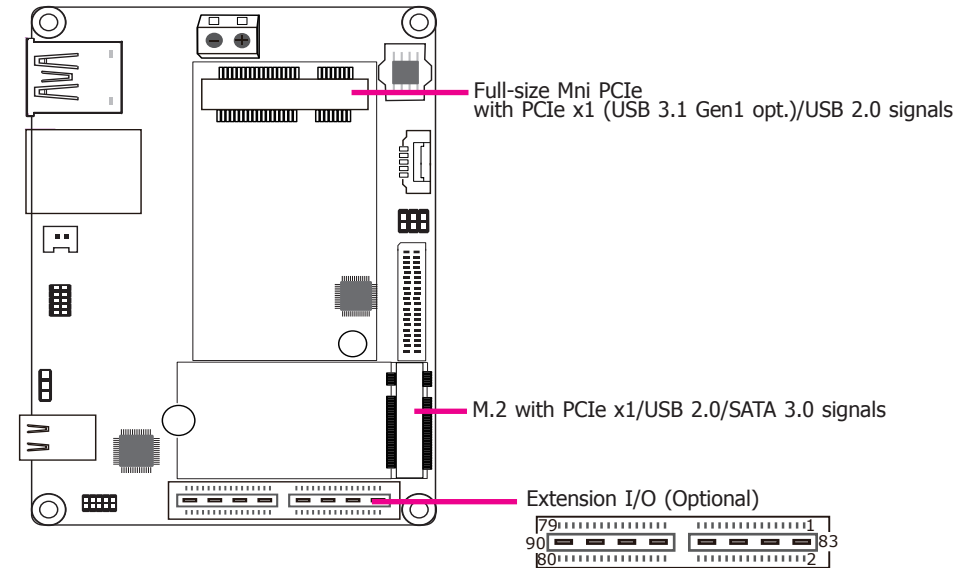 Full-size Mni PCIe
with PCIe x1 (USB 3.1 Gen1 opt.)/USB 2.0 signals
M.2 with PCIe x1/USB 2.0/SATA 3.0 signals
Extension I/O (Optional)
79 1
90 83
80 2